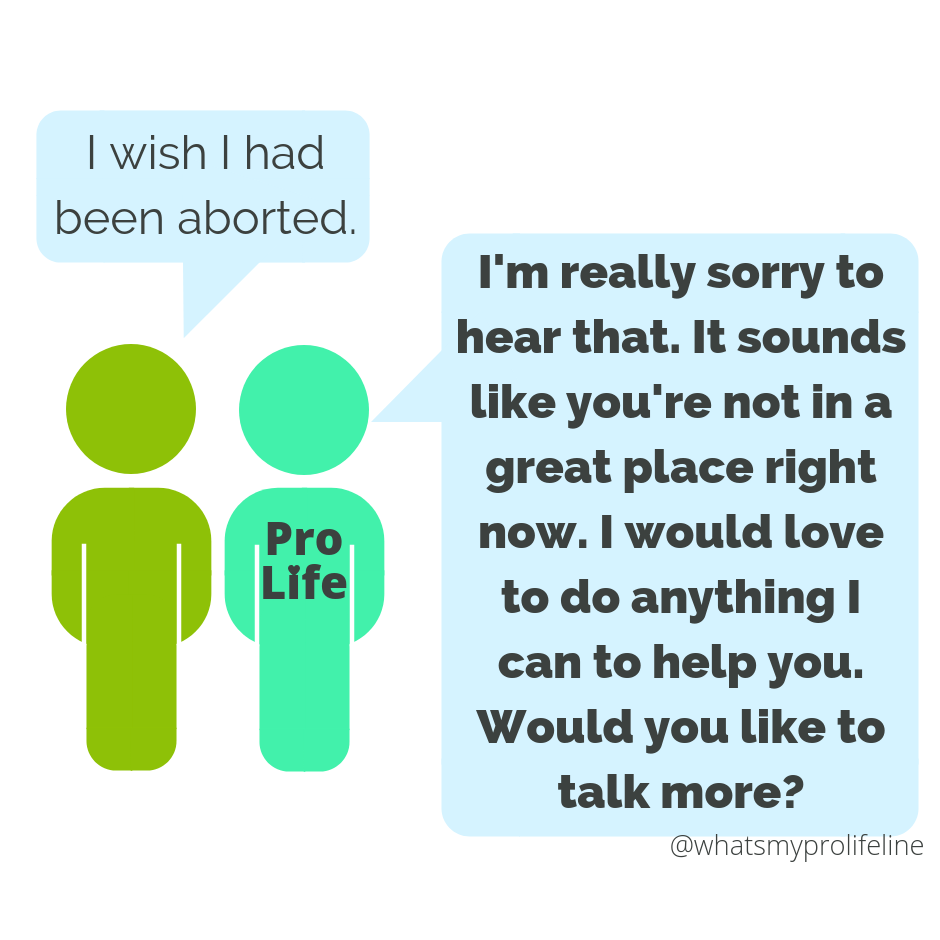 I wish I had
been aborted.
I'm really sorry to
hear that. It sounds
like you're not in a
great place right
now. I would love
to do anything I
can to help you.
Would you like to
talk more?
Pro
Life
@whatsmyprolifeline